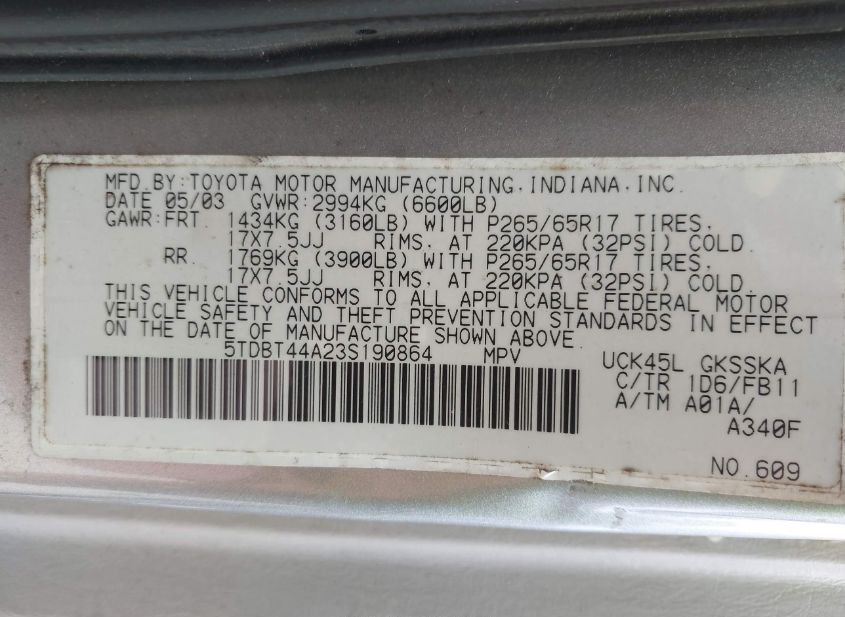 MFD.BY:TOYOTA MOTOR MANUFACTURING,INDIANA,INC.
DATE 05/03 GVWR:2994KG (6600LB)
GAWR:FRT 1434KG (3160LB) WITH P265/65R17 TIRES,
17X7.5JJ RIMS, AT 220KPA (32PSI) COLD.
RR. 1769KG (3900LB) WITH P265/65R17 TIRES,
17X7.5JJ RIMS, AT 220KPA (32PSI) COLD.
THIS VEHICLE CONFORMS TO ALL APPLICABLE FEDERAL MOTOR
VEHICLE SAFETY AND THEFT PREVENTION STANDARDS IN EFFECT
ON THE DATE OF MANUFACTURE SHOWN ABOVE.
5TDBT44A23S190864 MPV
UCK45L GKSSKA
C/TR 1D6/FB11
A/TM A01A/
A340F
NO.609